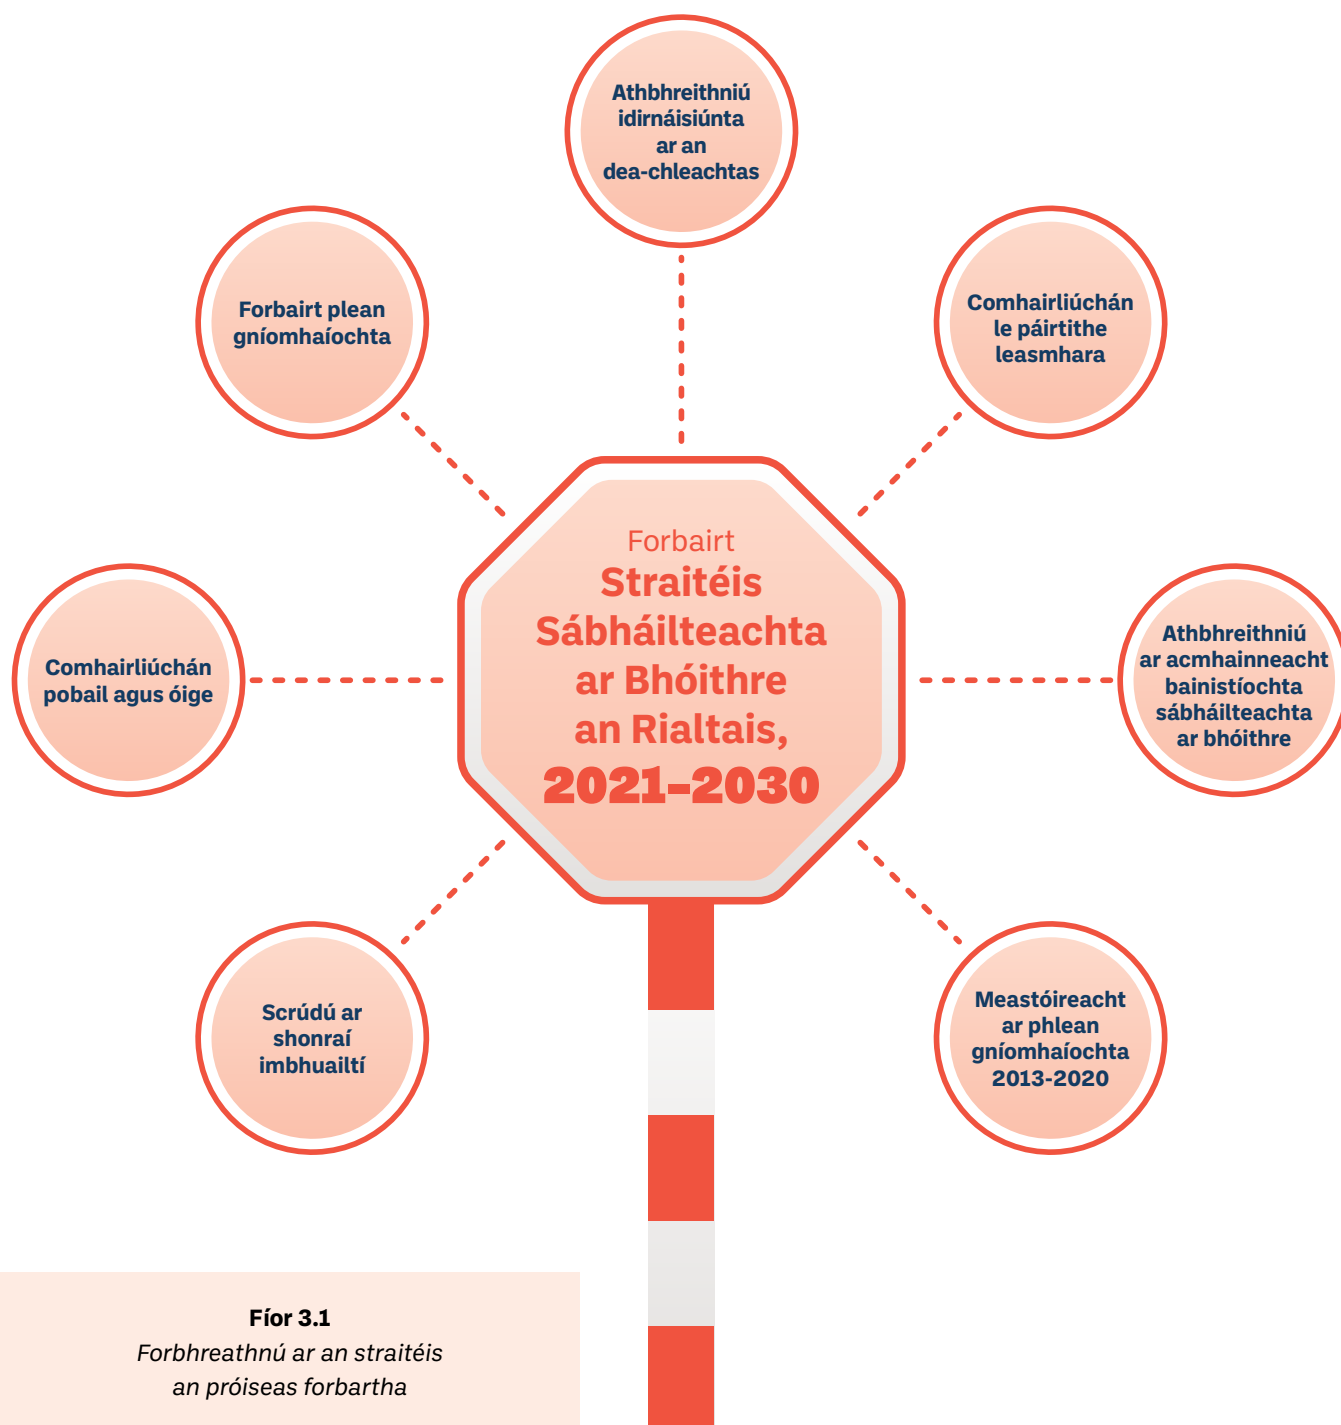 Athbhreithniú
idirnáisiúnta
ar an
dea-chleachtas
Forbairt plean
gníomhaíochta
Comhairliúchán
le páirtithe
leasmhara
Forbairt
Straitéis
Sábháilteachta
ar Bhóithre
an Rialtais,
2021–2030
Comhairliúchán
pobail agus óige
Athbhreithniú
ar acmhainneacht
bainistíochta
sábháilteachta
ar bhóithre
Scrúdú ar
shonraí
imbhuailtí
Meastóireacht
ar phlean
gníomhaíochta
2013-2020
Fíor 3.1
Forbhreathnú ar an straitéis
an próiseas forbartha